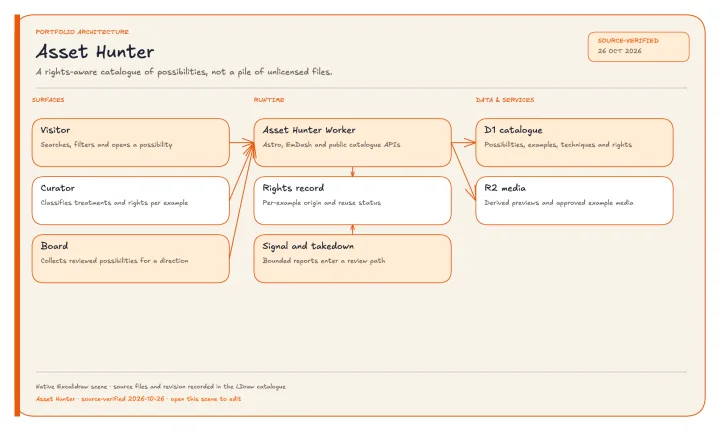 PORTFOLIO ARCHITECTURE
Asset Hunter
A rights-aware catalogue of possibilities, not a pile of unlicensed files.
SOURCE-VERIFIED
26 OCT 2026
SURFACES
RUNTIME
DATA & SERVICES
Visitor
Searches, filters and opens a possibility
Asset Hunter Worker
Astro, EmDash and public catalogue APIs
D1 catalogue
Possibilities, examples, techniques and rights
Curator
Classifies treatments and rights per example
Rights record
Per-example origin and reuse status
R2 media
Derived previews and approved example media
Board
Collects reviewed possibilities for a direction
Signal and takedown
Bounded reports enter a review path
Native Excalidraw scene · source files and revision recorded in the LDraw catalogue
Asset Hunter · source-verified 2026-10-26 · open this scene to edit